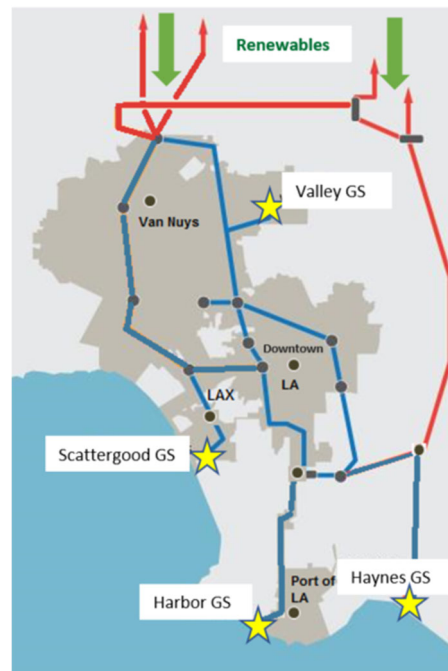 Renewables
Valley GS
Van Nuys
Downtown
LA
LAX
Scattergood GS
Port of
LA
Haynes GS
Harbor GS